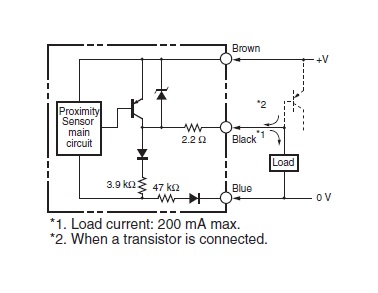 Brown
+V
Proximity
Sensor
main
circuit
*2
2.2 Ω
Black
*1
Load
3.9 kΩ
47 kΩ
Blue
0 V
*1. Load current: 200 mA max.
*2. When a transistor is connected.